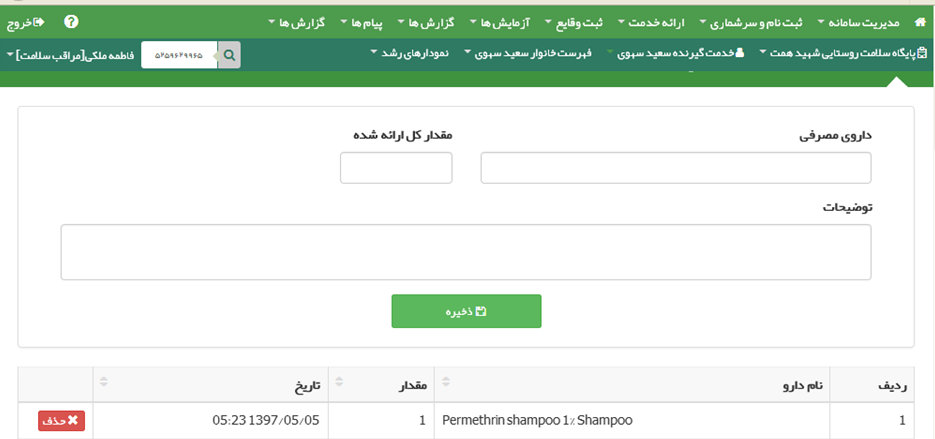 مدیریت سامانه ثبت نام و سرشماری ارائه خدمت ثبت وقایع آزمایش ها گزارش ها پیام ها گزارش ها ? خروج
پایگاه سلامت روستایی شهید همت خدمت گیرنده سعید سهوی فهرست خانوار سعید سهوی نمودارهای رشد ۵۲۵۹۶۲۹۹۶۵ فاطمه ملکی[مراقب سلامت]
داروی مصرفی مقدار کل ارائه شده
توضیحات
ذخیره
ردیف نام دارو مقدار تاریخ
1 Permethrin shampoo 1% Shampoo 1 1397/05/05 05:23 حذف